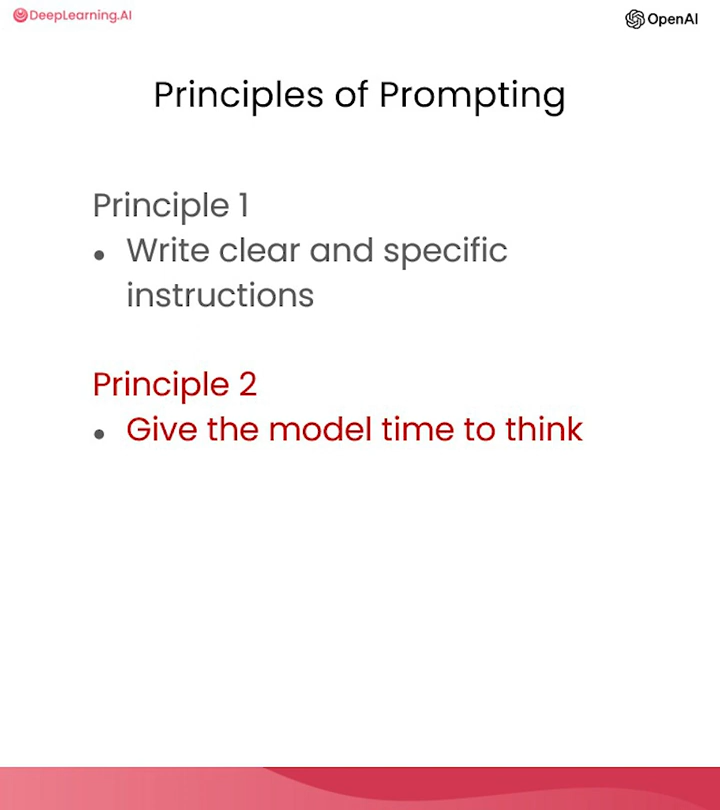 DeepLearning.AI
OpenAI
Principles of Prompting
Principle 1
• Write clear and specific
instructions
Principle 2
• Give the model time to think